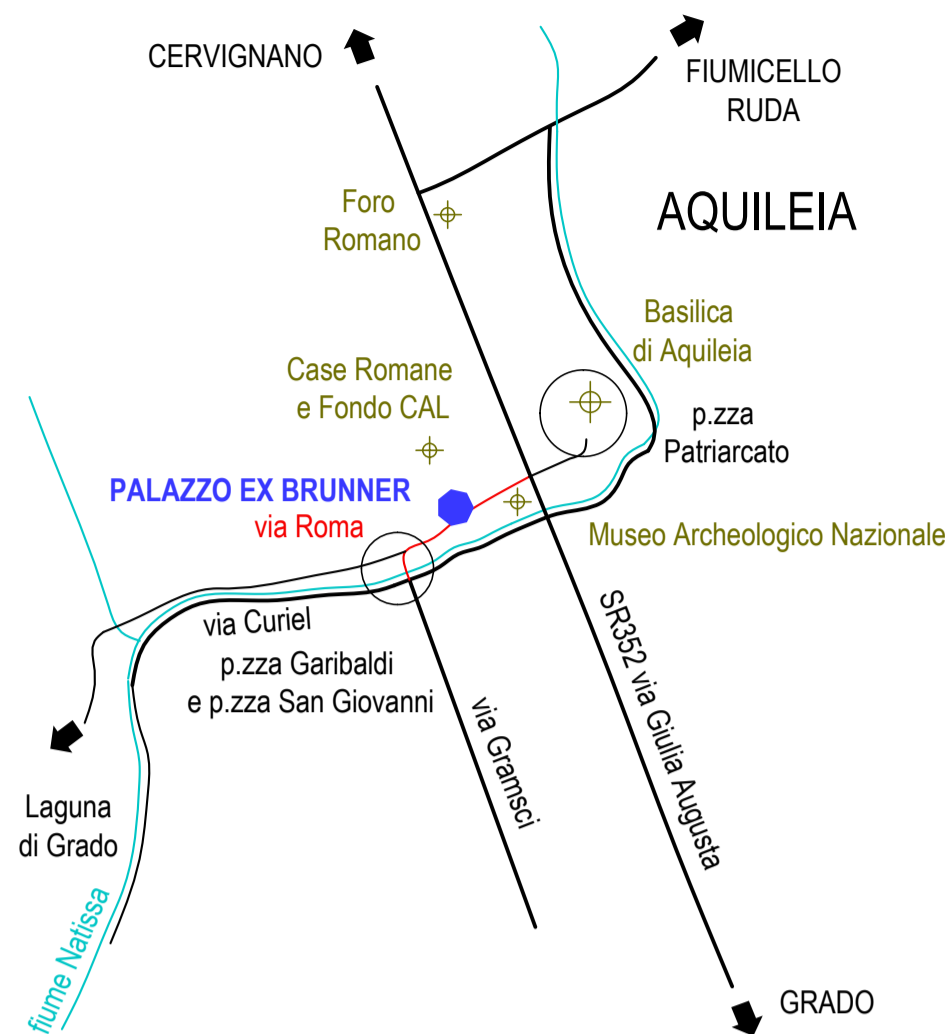 CERVIGNANO
FIUMICELLO
RUDA
AQUILEIA
Foro
Romano
Basilica
di Aquileia
Case Romane
e Fondo CAL
p.zza
Patriarcato
PALAZZO EX BRUNNER
via Roma
Museo Archeologico Nazionale
via Curiel
p.zza Garibaldi
e p.zza San Giovanni
SR352 via Giulia Augusta
via Gramsci
Laguna
di Grado
fiume Natissa
GRADO